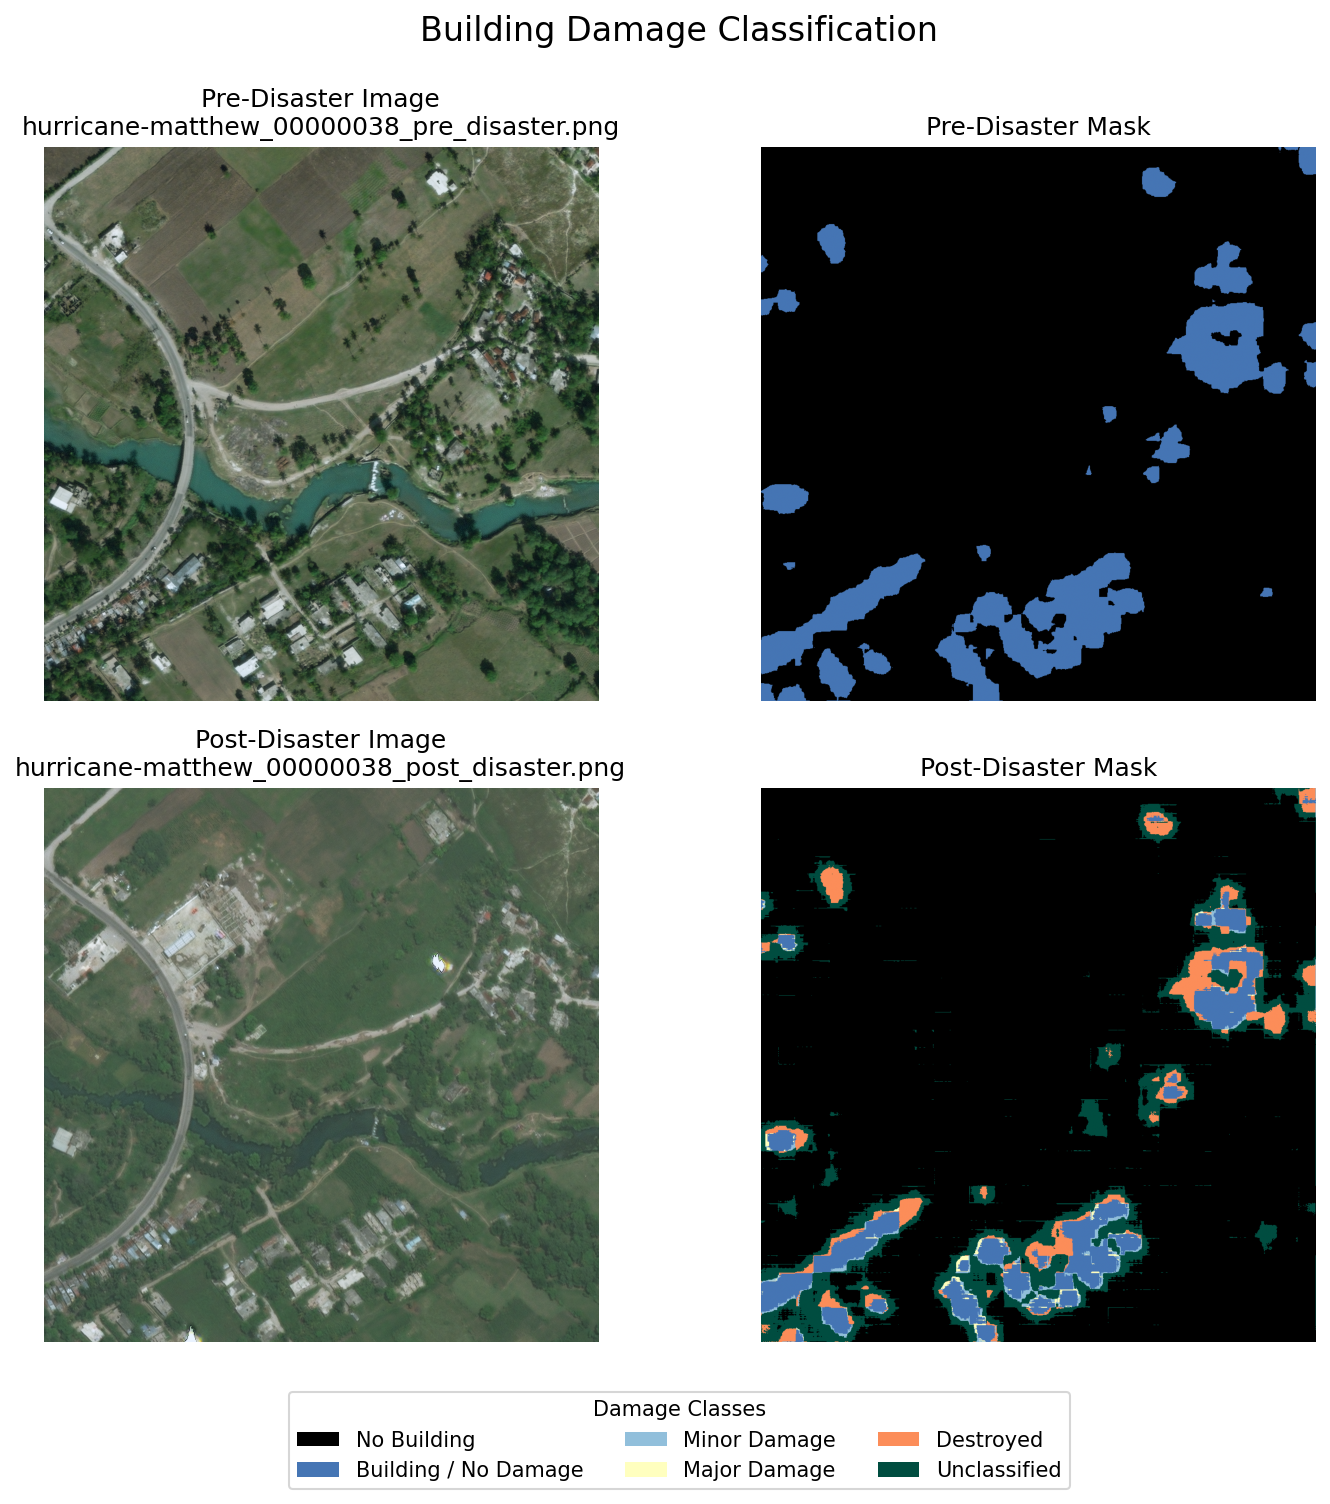 Building Damage Classification
Pre-Disaster Image
hurricane-matthew_00000038_pre_disaster.png
Pre-Disaster Mask
Post-Disaster Image
hurricane-matthew_00000038_post_disaster.png
Post-Disaster Mask
Damage Classes
No Building
Building / No Damage
Minor Damage
Major Damage
Destroyed
Unclassified